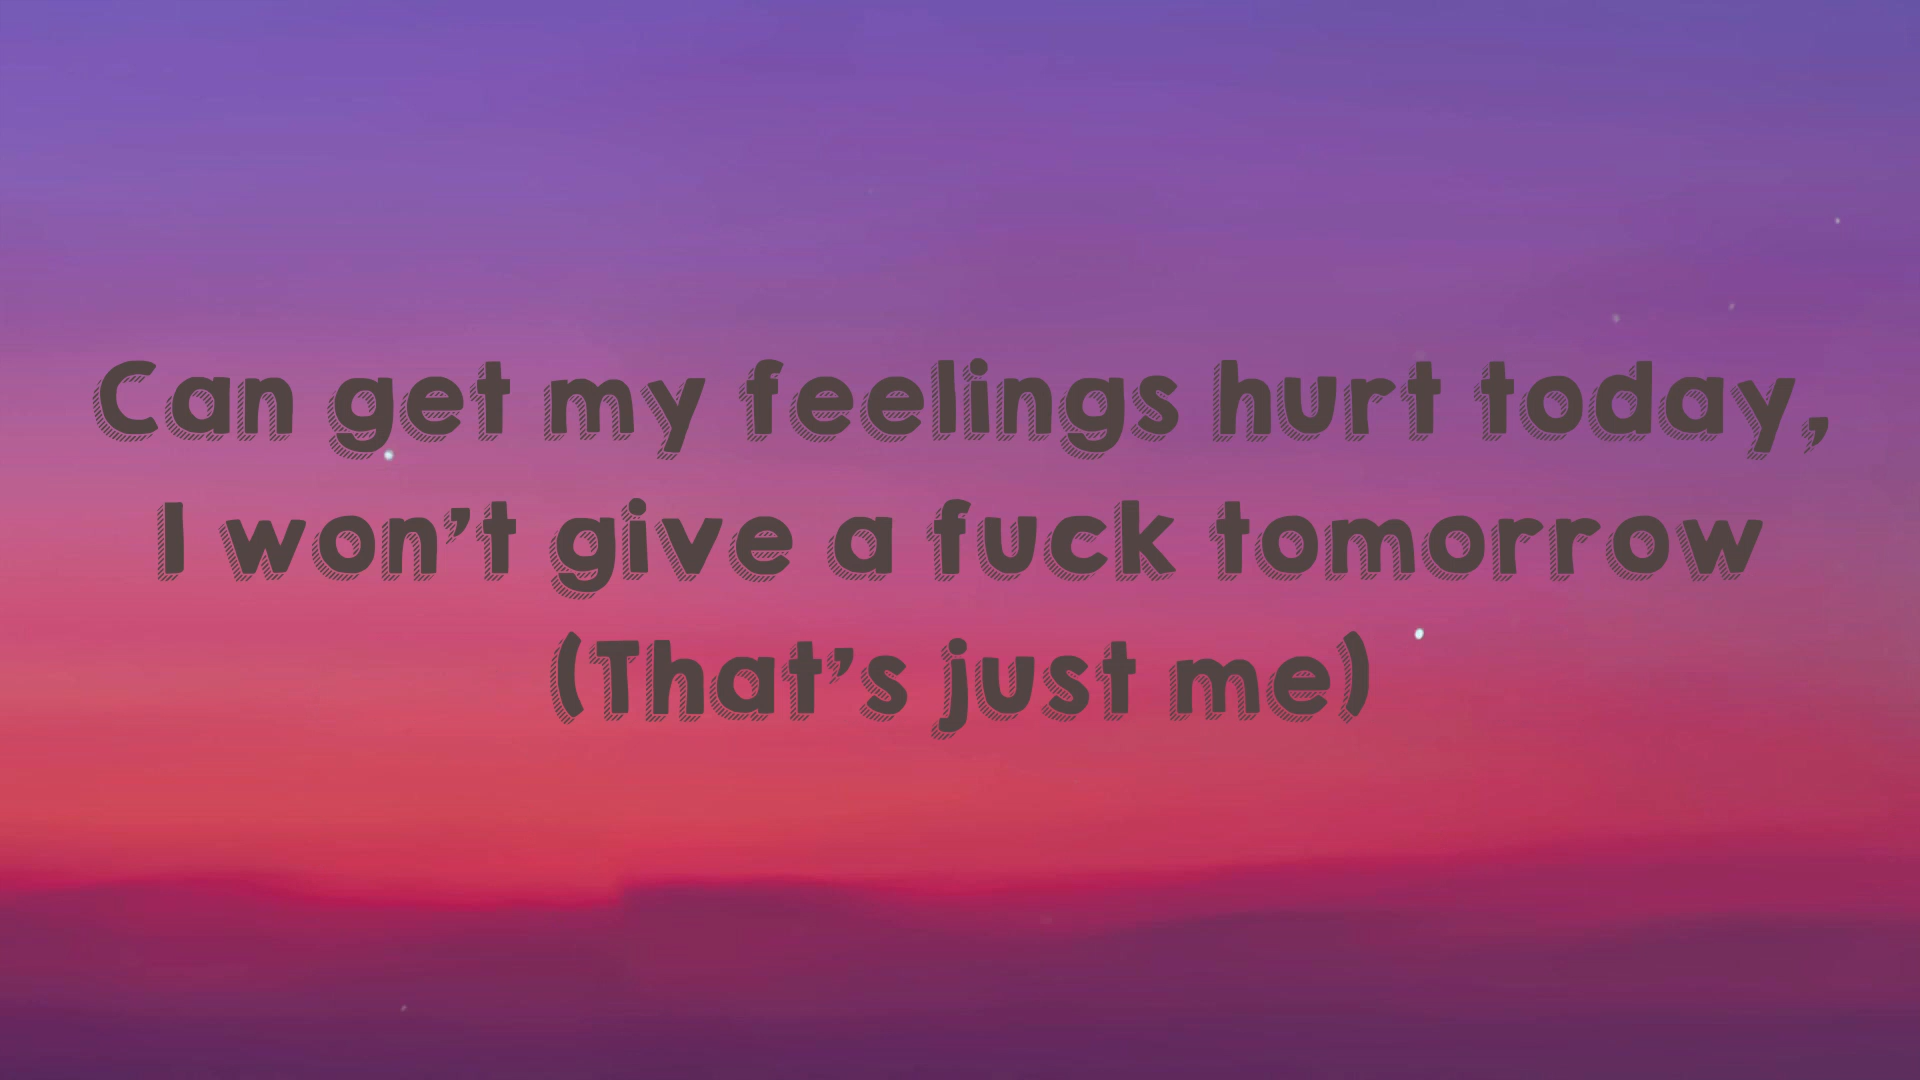 Can get my feelings hurt today,
I won't give a fuck tomorrow
(That's just me)